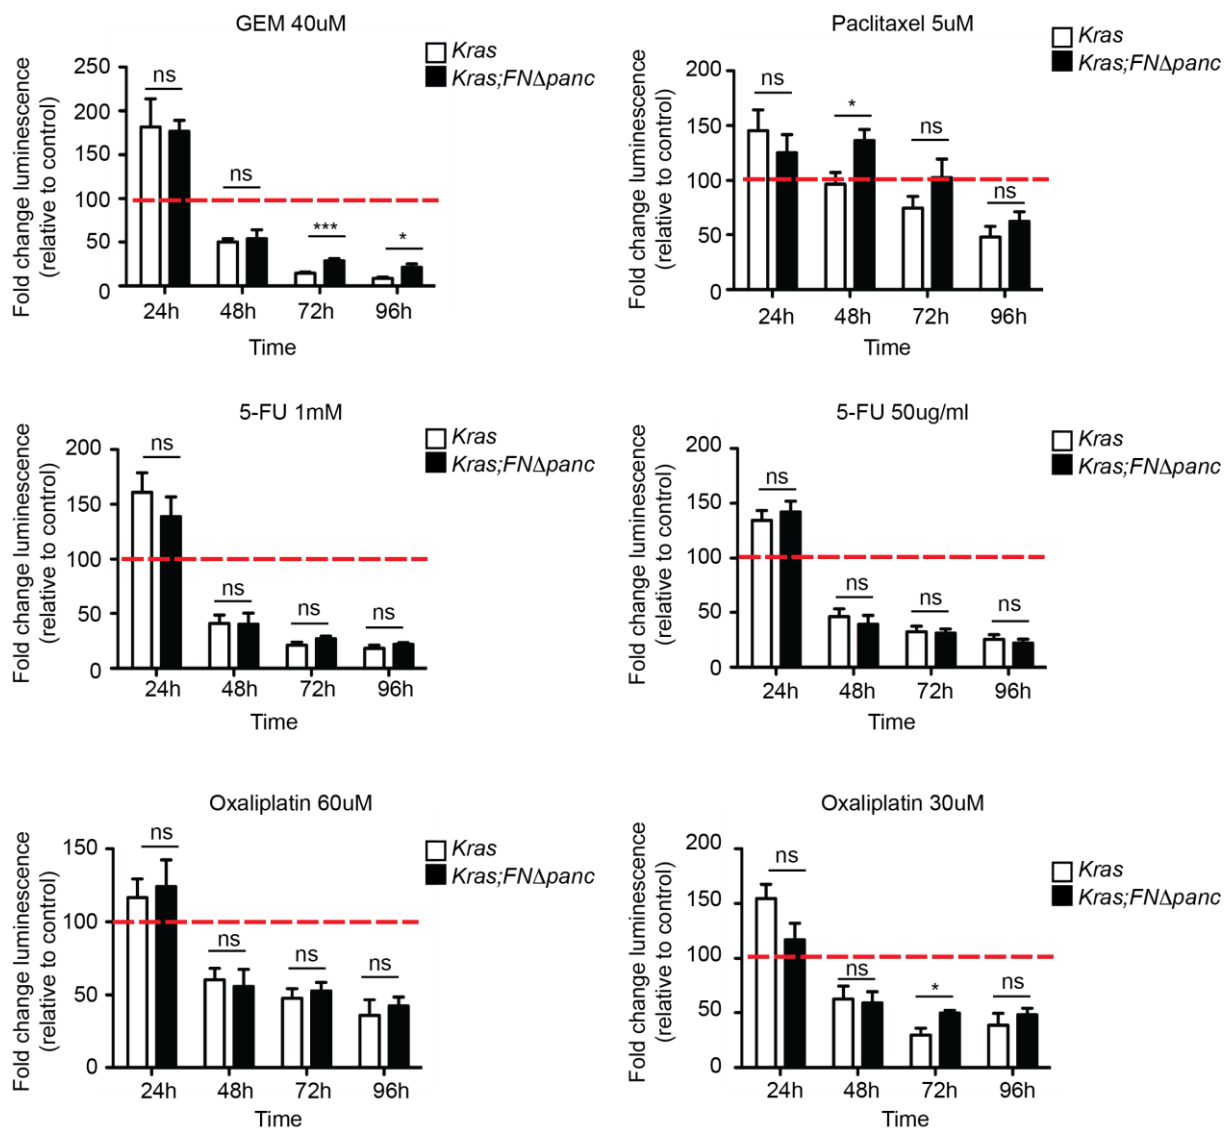 GEM 40uM
Kras
Kras;FNΔpanc
Fold change luminescence
(relative to control)
250
200
150
100
50
0
ns
ns
***
*
24h 48h 72h 96h
Time
Paclitaxel 5uM
Kras
Kras;FNΔpanc
Fold change luminescence
(relative to control)
200
150
100
50
0
ns
*
ns
ns
24h 48h 72h 96h
Time
5-FU 1mM
Kras
Kras;FNΔpanc
Fold change luminescence
(relative to control)
200
150
100
50
0
ns
ns
ns
ns
24h 48h 72h 96h
Time
5-FU 50ug/ml
Kras
Kras;FNΔpanc
Fold change luminescence
(relative to control)
200
150
100
50
0
ns
ns
ns
ns
24h 48h 72h 96h
Time
Oxaliplatin 60uM
Kras
Kras;FNΔpanc
Fold change luminescence
(relative to control)
150
100
50
0
ns
ns
ns
ns
24h 48h 72h 96h
Time
Oxaliplatin 30uM
Kras
Kras;FNΔpanc
Fold change luminescence
(relative to control)
200
150
100
50
0
ns
ns
*
ns
24h 48h 72h 96h
Time